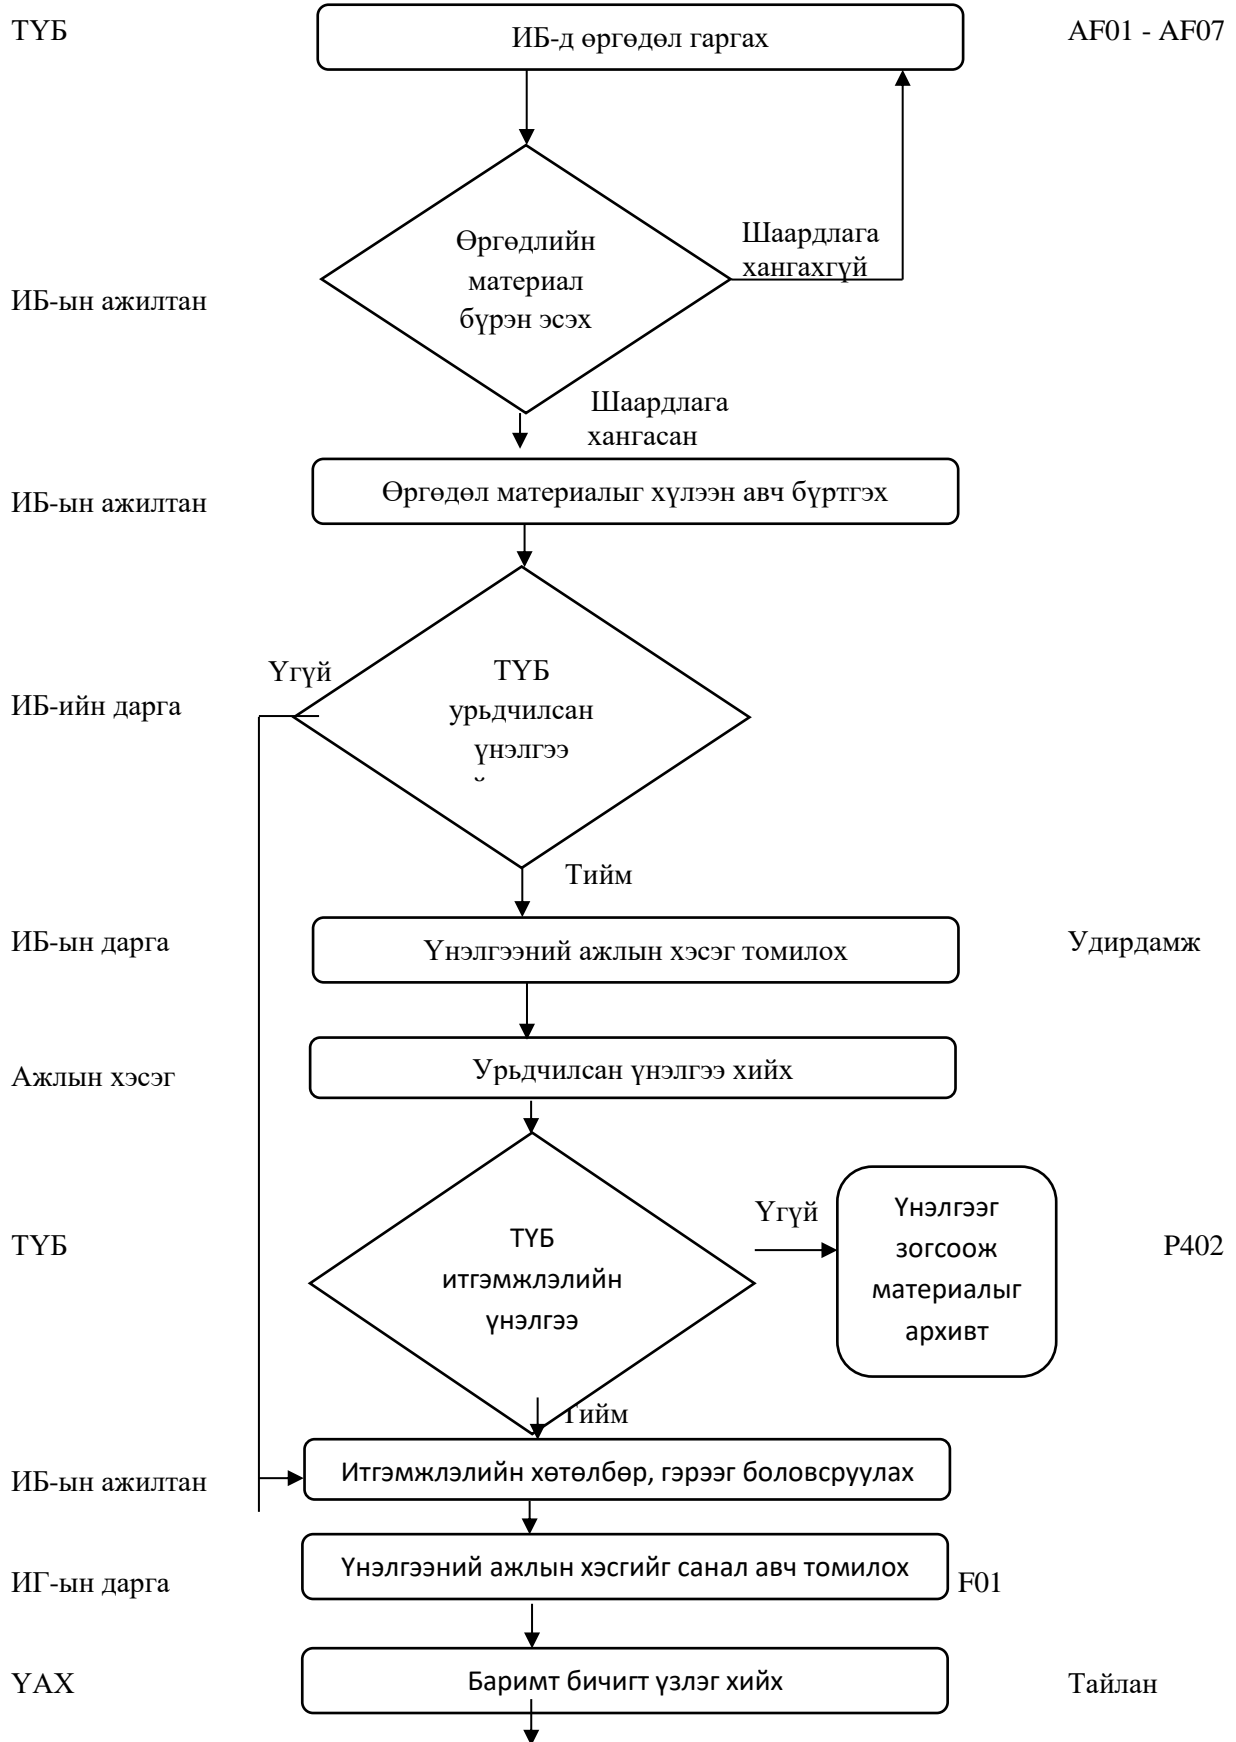 ТҮБ
ИБ-д өргөдөл гаргах
AF01 - AF07
Өргөдлийн
материал
бүрэн эсэх
Шаардлага
хангахгүй
ИБ-ын ажилтан
Шаардлага
хангасан
ИБ-ын ажилтан
Өргөдөл материалыг хүлээн авч бүртгэх
Үгүй
ТҮБ
урьдчилсан
үнэлгээ
ИБ-ийн дарга
Тийм
ИБ-ын дарга
Үнэлгээний ажлын хэсэг томилох
Удирдамж
Ажлын хэсэг
Урьдчилсан үнэлгээ хийх
ТҮБ
ТҮБ
итгэмжлэлийн
үнэлгээ
Үгүй
Үнэлгээг
зогсоож
материалыг
архивт
P402
Тийм
ИБ-ын ажилтан
Итгэмжлэлийн хөтөлбөр, гэрээг боловсруулах
ИГ-ын дарга
Үнэлгээний ажлын хэсгийг санал авч томилох
F01
ҮАХ
Баримт бичигт үзлэг хийх
Тайлан